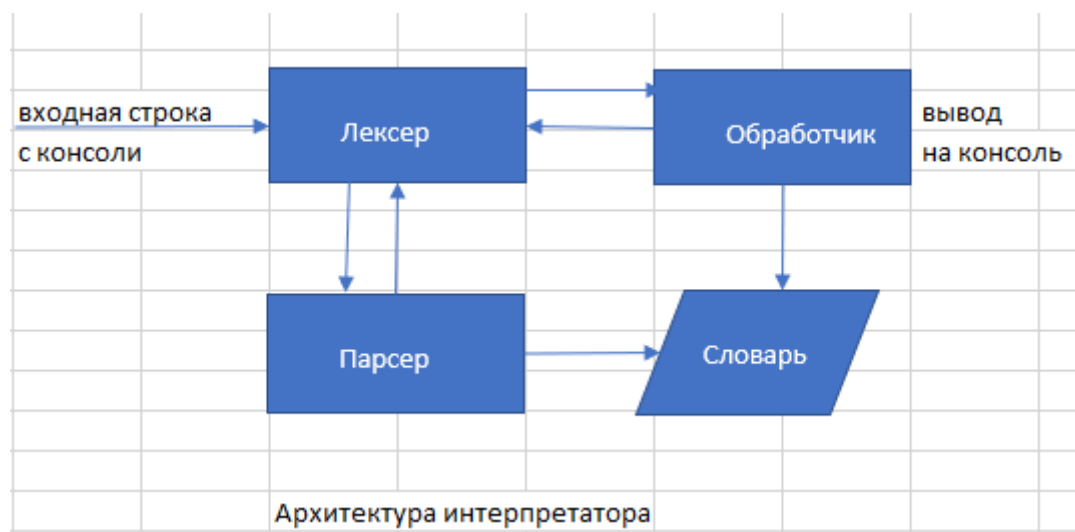 входная строка
с консоли
Лексер
Обработчик
вывод
на консоль
Парсер
Словарь
Архитектура интерпретатора